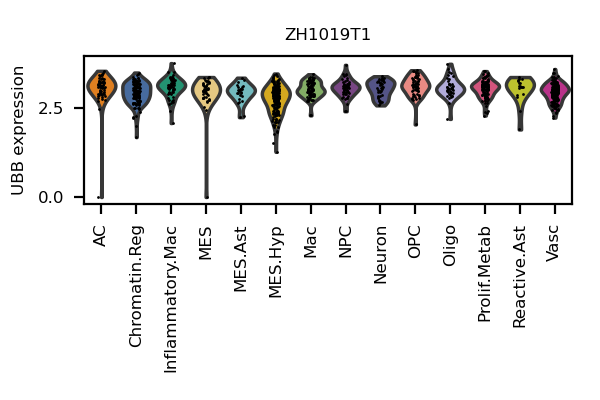 ZH1019T1
UBB expression
2.5
0.0
AC
Chromatin.Reg
Inflammatory.Mac
MES
MES.Ast
MES.Hyp
Mac
NPC
Neuron
OPC
Oligo
Prolif.Metab
Reactive.Ast
Vasc